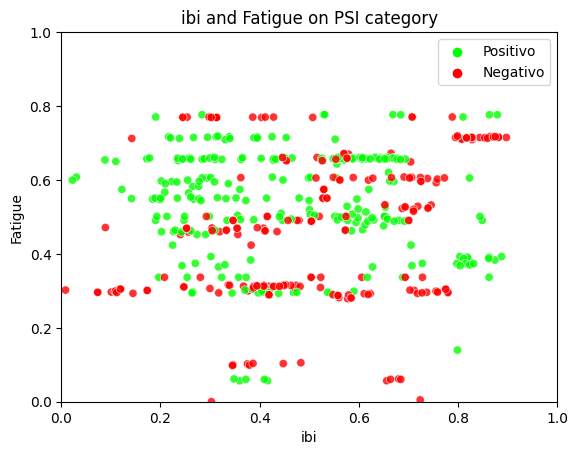 ibi and Fatigue on PSI category
Positivo
Negativo
1.0
0.8
0.6
0.4
0.2
0.0
Fatigue
0.0 0.2 0.4 0.6 0.8 1.0
ibi